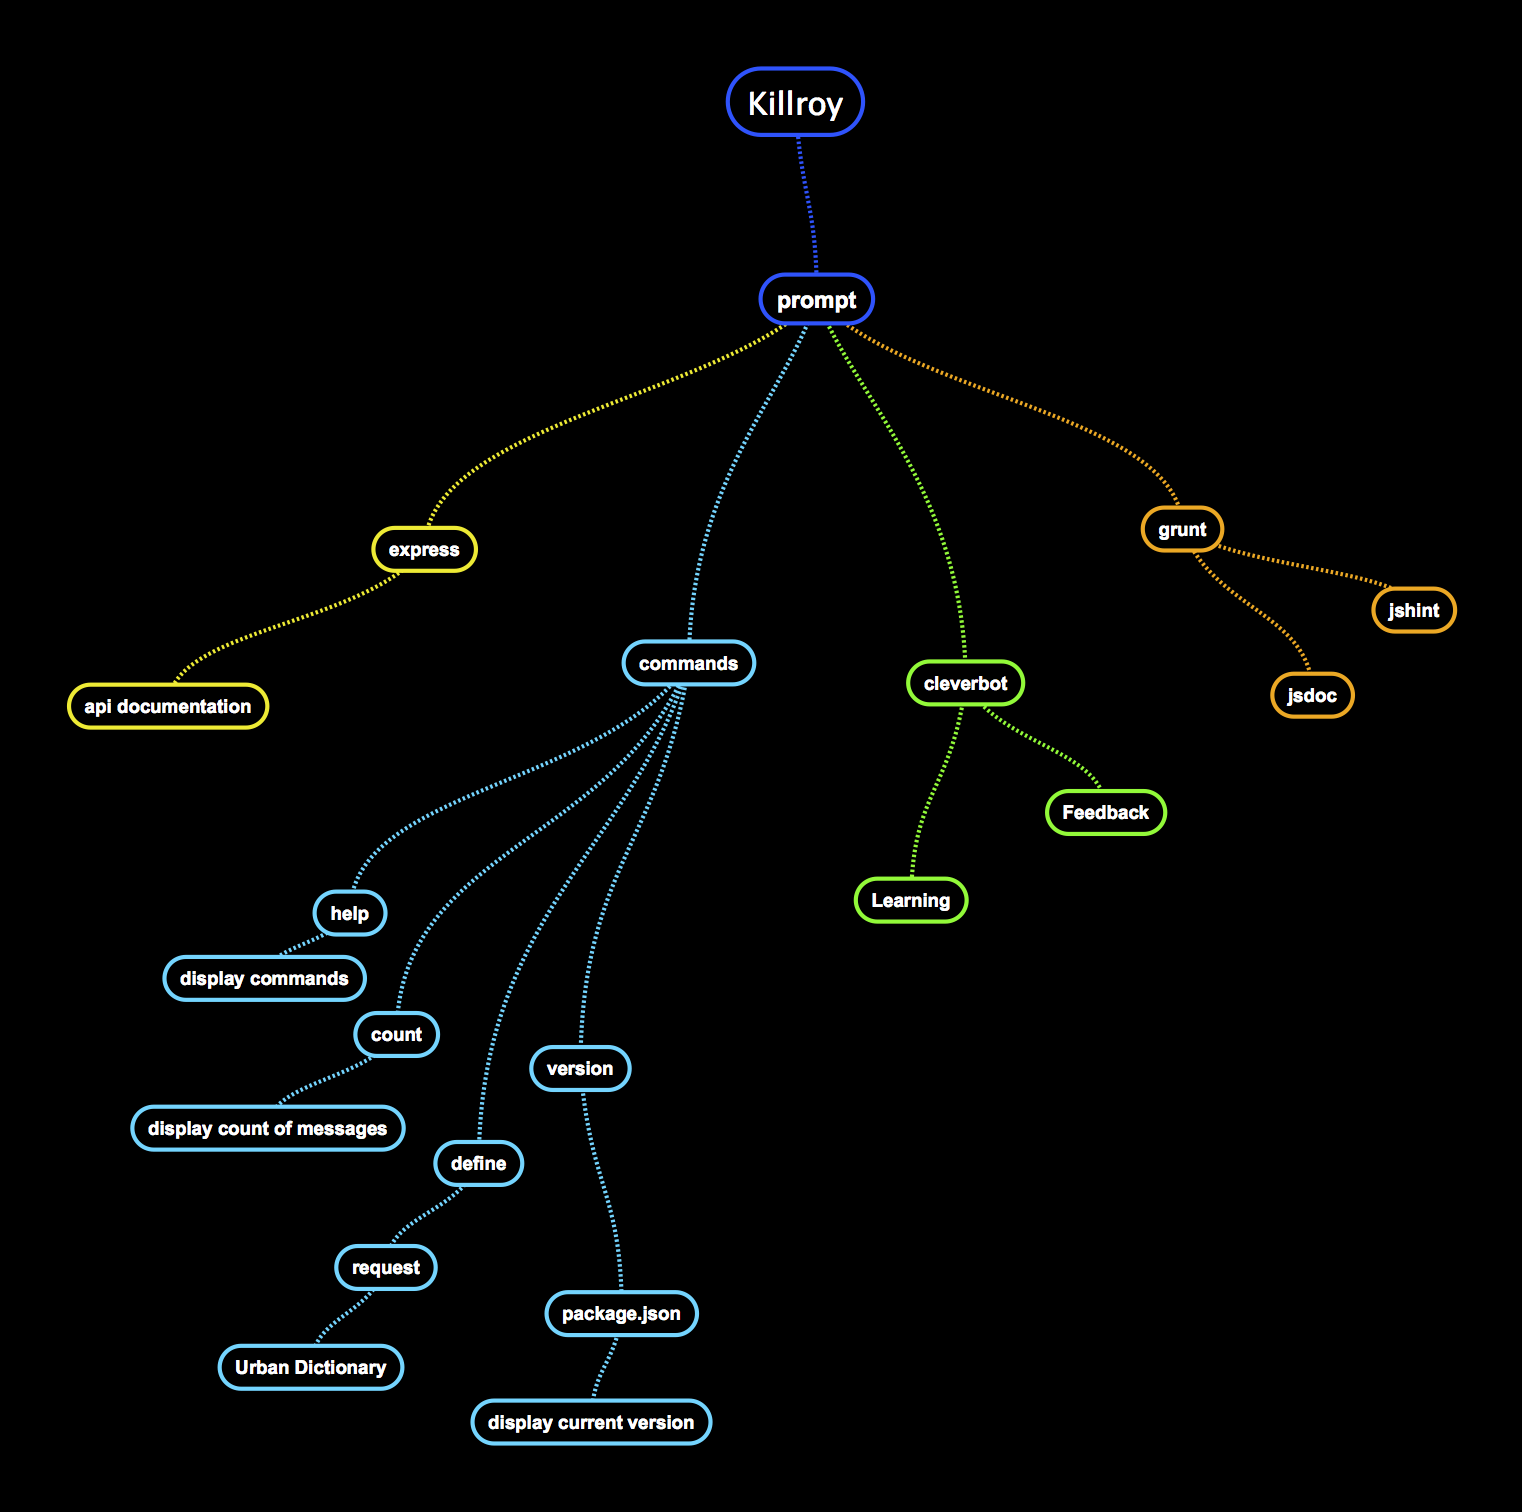 Killroy
prompt
express
grunt
jshint
commands
cleverbot
jsdoc
api documentation
Feedback
Learning
help
display commands
count
version
display count of messages
define
request
package.json
Urban Dictionary
display current version